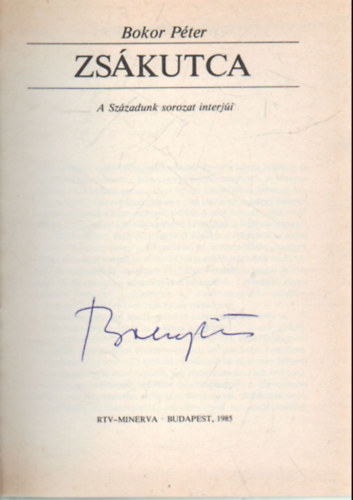 Bokor Péter
ZSÁKUTCA
A Századunk sorozat interjúi
RTV–MINERVA · BUDAPEST, 1985